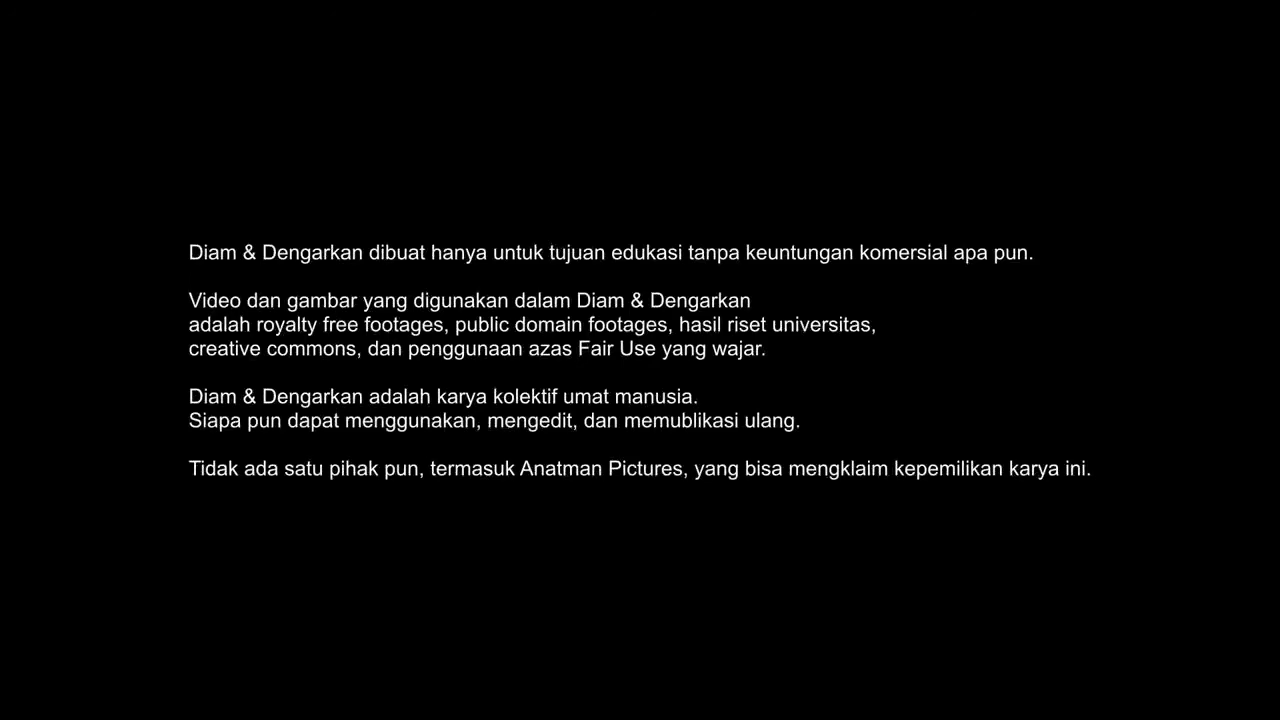 Diam & Dengarkan dibuat hanya untuk tujuan edukasi tanpa keuntungan komersial apa pun.
Video dan gambar yang digunakan dalam Diam & Dengarkan
adalah royalty free footages, public domain footages, hasil riset universitas,
creative commons, dan penggunaan azas Fair Use yang wajar.
Diam & Dengarkan adalah karya kolektif umat manusia.
Siapa pun dapat menggunakan, mengedit, dan memublikasi ulang.
Tidak ada satu pihak pun, termasuk Anatman Pictures, yang bisa mengklaim kepemilikan karya ini.